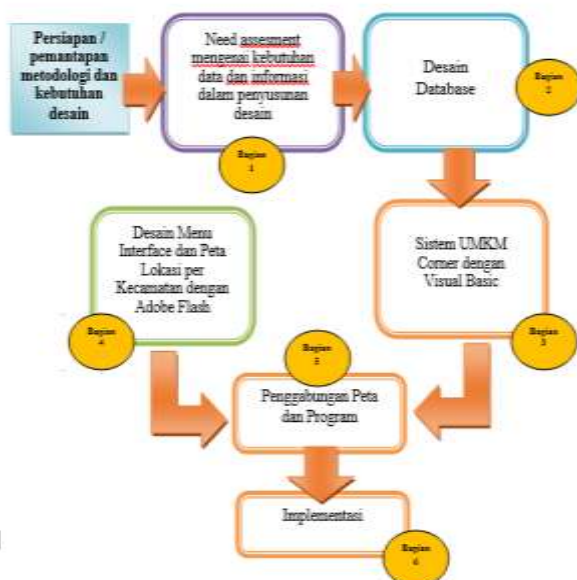 Persiapan /
pemantapan
metodologi dan
kebutuhan
desain
Need assesment
mengenai kebutuhan
data dan informasi
dalam penyusunan
desain
Bagian
1
Desain
Database
Bagian
2
Desain Menu
Interface dan Peta
Lokasi per
Kecamatan dengan
Adobe Flash
Bagian
4
Sistem UMKM
Corner dengan
Visual Basic
Bagian
3
Bagian
5
Penggabungan Peta
dan Program
Implementasi
Bagian
6